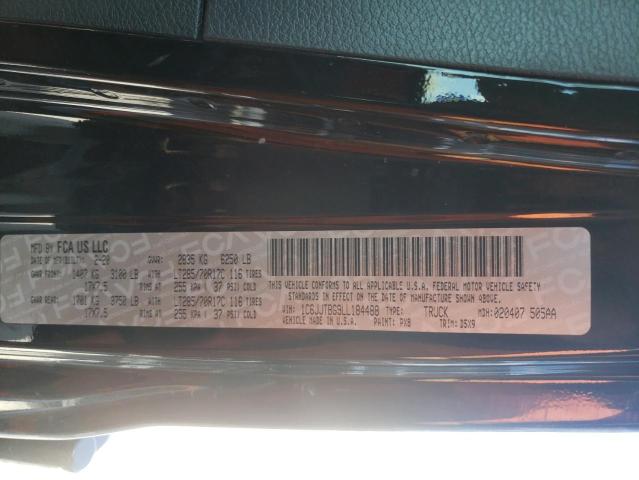 MFD BY FCA US LLC
DATE OF MFR/BUILT: 2-20 GVWR: 2835 KG 6250 LB
GAWR FRONT: 1407 KG 3100 LB WITH LT285/70R17C 116 TIRES
17X7.5 RIMS AT 255 KPA / 37 PSI COLD
GAWR REAR: 1701 KG 3750 LB WITH LT285/70R17C 116 TIRES
17X7.5 RIMS AT 255 KPA / 37 PSI COLD
THIS VEHICLE CONFORMS TO ALL APPLICABLE U.S.A. FEDERAL MOTOR VEHICLE SAFETY
STANDARDS IN EFFECT ON THE DATE OF MANUFACTURE SHOWN ABOVE.
VIN: 1C6JJTBG9LL184488 TYPE: TRUCK MDH: 020407 505AA
MADE IN U.S.A. PAINT: PX8 TRIM: D5X9